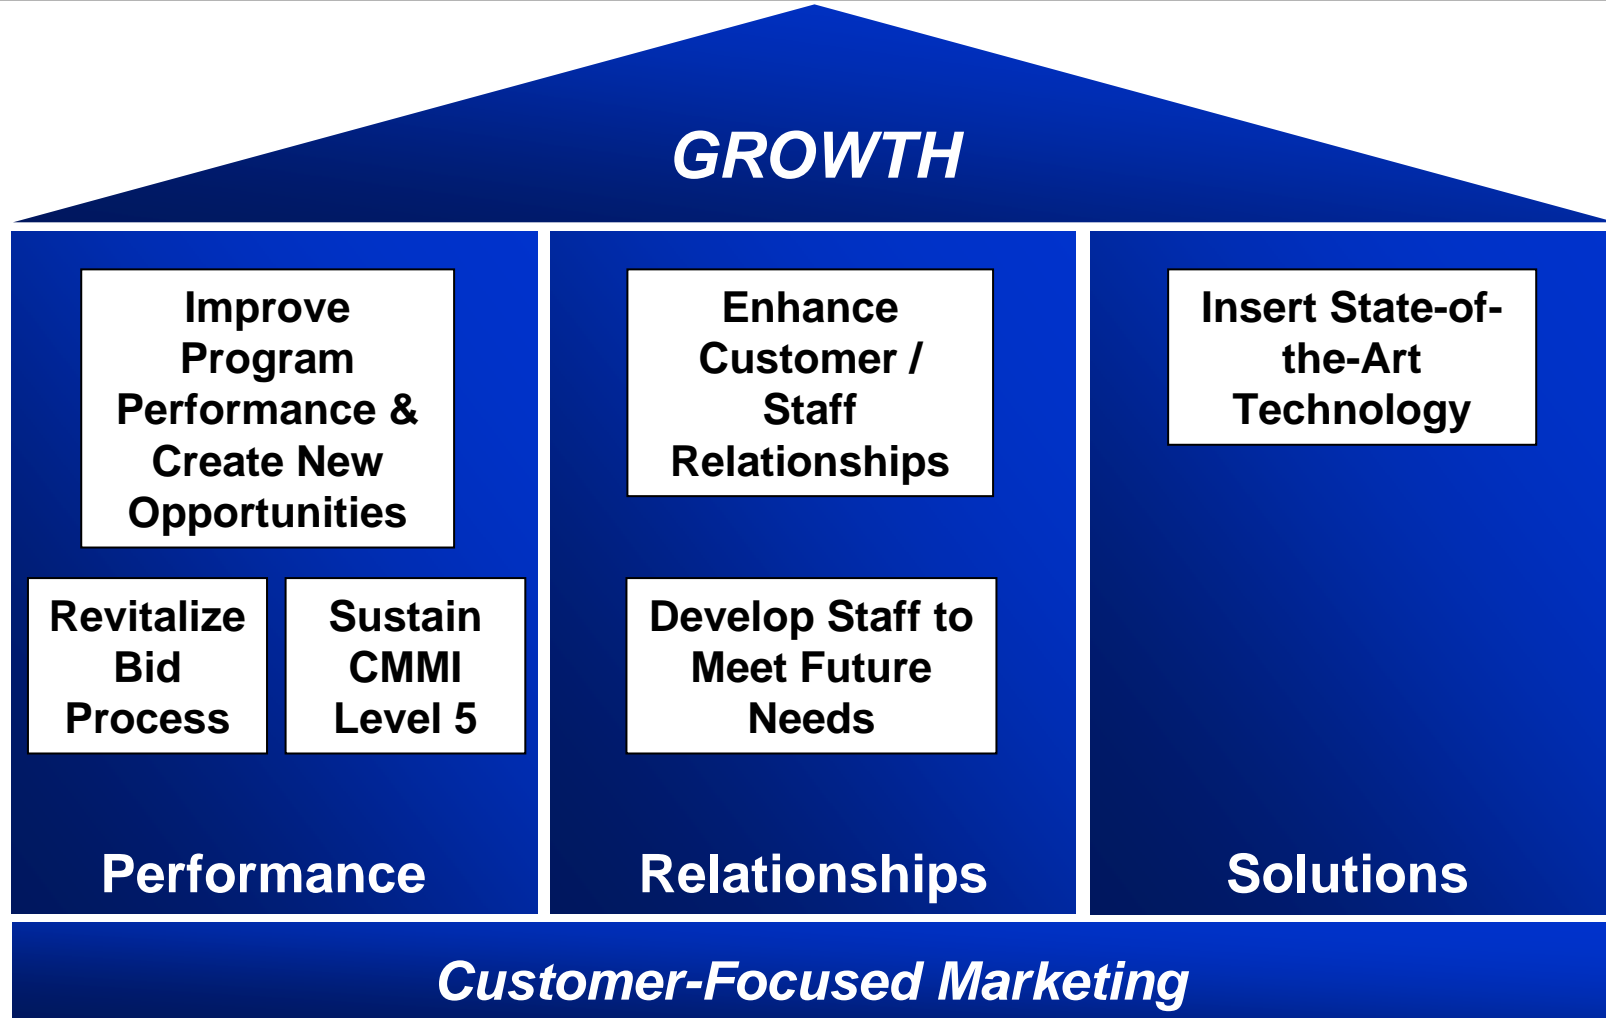 GROWTH
Improve
Program
Performance &
Create New
Opportunities
Revitalize
Bid
Process
Sustain
CMMI
Level 5
Performance
Enhance
Customer /
Staff
Relationships
Develop Staff to
Meet Future
Needs
Relationships
Insert State-of-
the-Art
Technology
Solutions
Customer-Focused Marketing